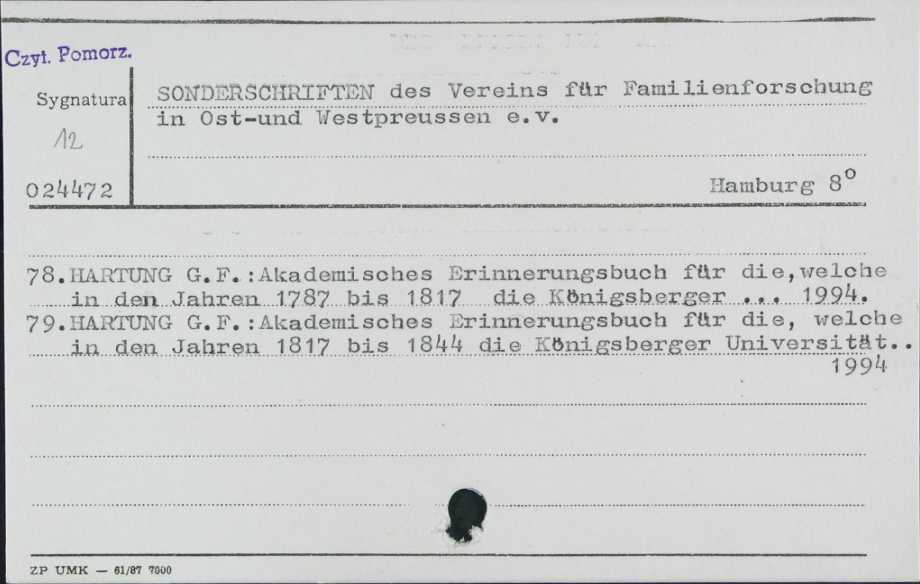 Czyt. Pomorz.
Sygnatura
12
024472
SONDERSCHRIFTEN des Vereins für Familienforschung
in Ost-und Westpreussen e.v.
Hamburg 8⁰
78.HARTUNG G.F.:Akademisches Erinnerungsbuch für die,welche
in den Jahren 1787 bis 1817 die Königsberger ... 1994.
79.HARTUNG G.F.:Akademisches Erinnerungsbuch für die, welche
in den Jahren 1817 bis 1844 die Königsberger Universität..
1994
ZP UMK — 61/87 7000